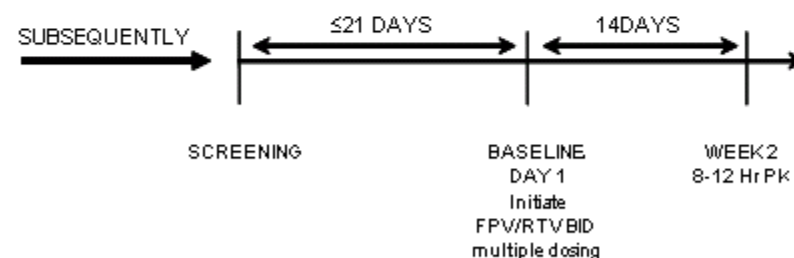 SUBSEQUENTLY
≤21 DAYS
14DAYS
SCREENING
BASELINE
DAY 1
Initiate
FPV/RTV BID
multiple dosing
WEEK 2
8-12 Hr PK